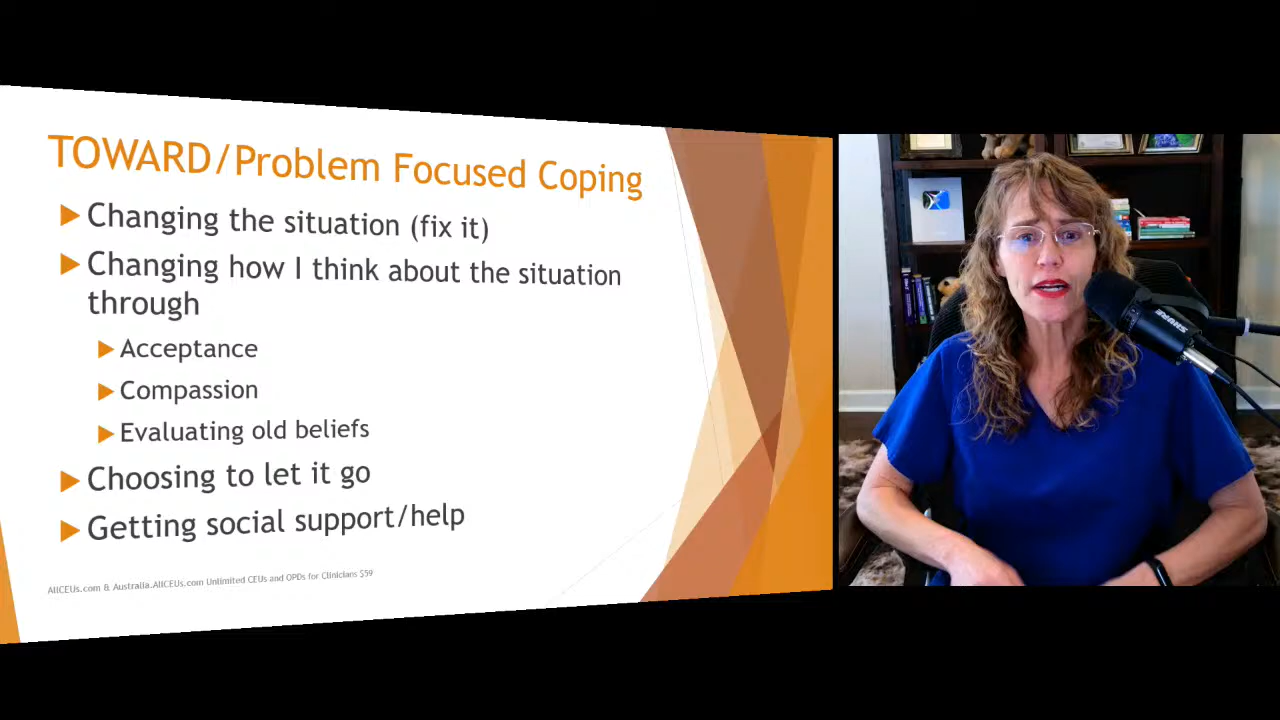 TOWARD/Problem Focused Coping
Changing the situation (fix it)
Changing how I think about the situation
through
Acceptance
Compassion
Evaluating old beliefs
Choosing to let it go
Getting social support/help
AllCEUs.com & Australia.AllCEUs.com Unlimited CEUs and OPDs for Clinicians $59
SHURE